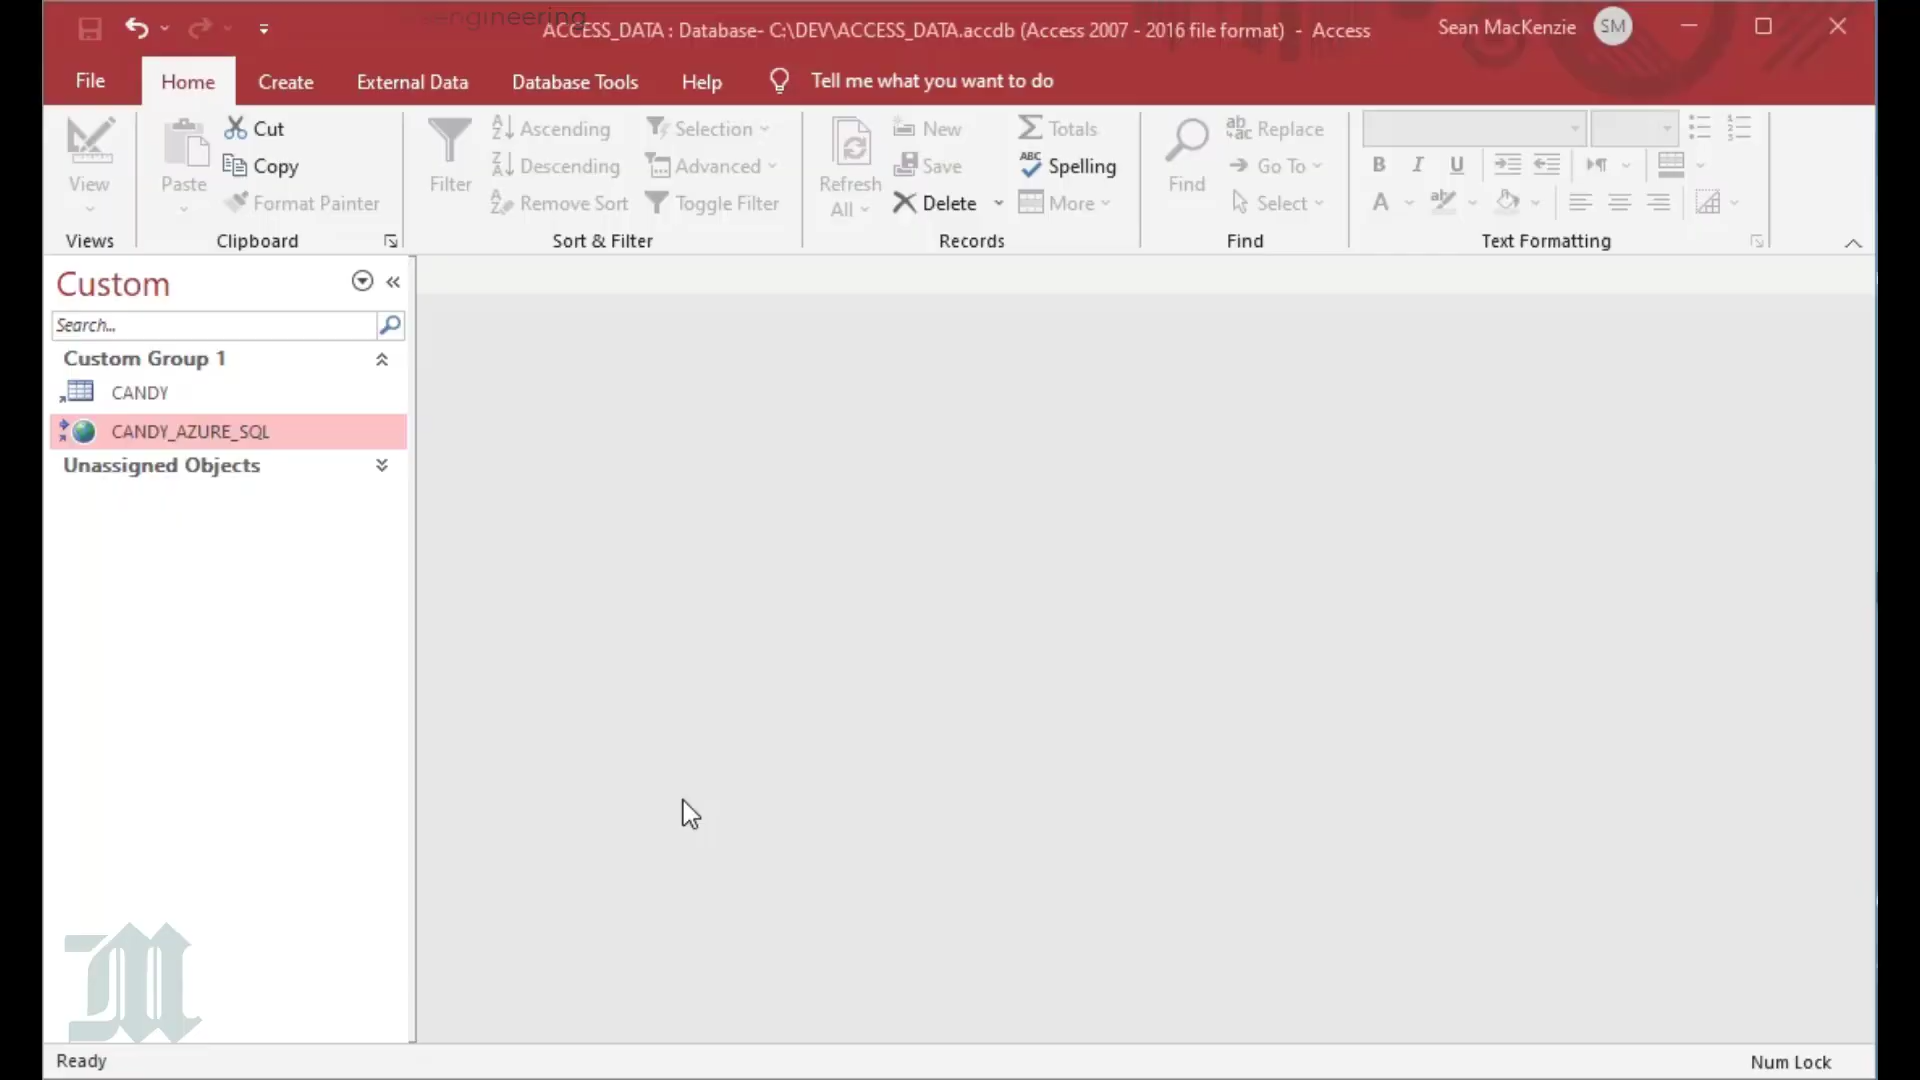 engineering
ACCESS_DATA : Database- C:\DEV\ACCESS_DATA.accdb (Access 2007 - 2016 file format) - Access
Sean MacKenzie SM
File Home Create External Data Database Tools Help Tell me what you want to do
View
Views
Paste
Cut
Copy
Format Painter
Clipboard
Filter
Ascending
Descending
Remove Sort
Selection
Advanced
Toggle Filter
Sort & Filter
Refresh
All
New
Save
Delete
Totals
Spelling
More
Records
Find
Replace
Go To
Select
Find
B I U
A
Text Formatting
Custom
Search...
Custom Group 1
CANDY
CANDY_AZURE_SQL
Unassigned Objects
M
Ready
Num Lock